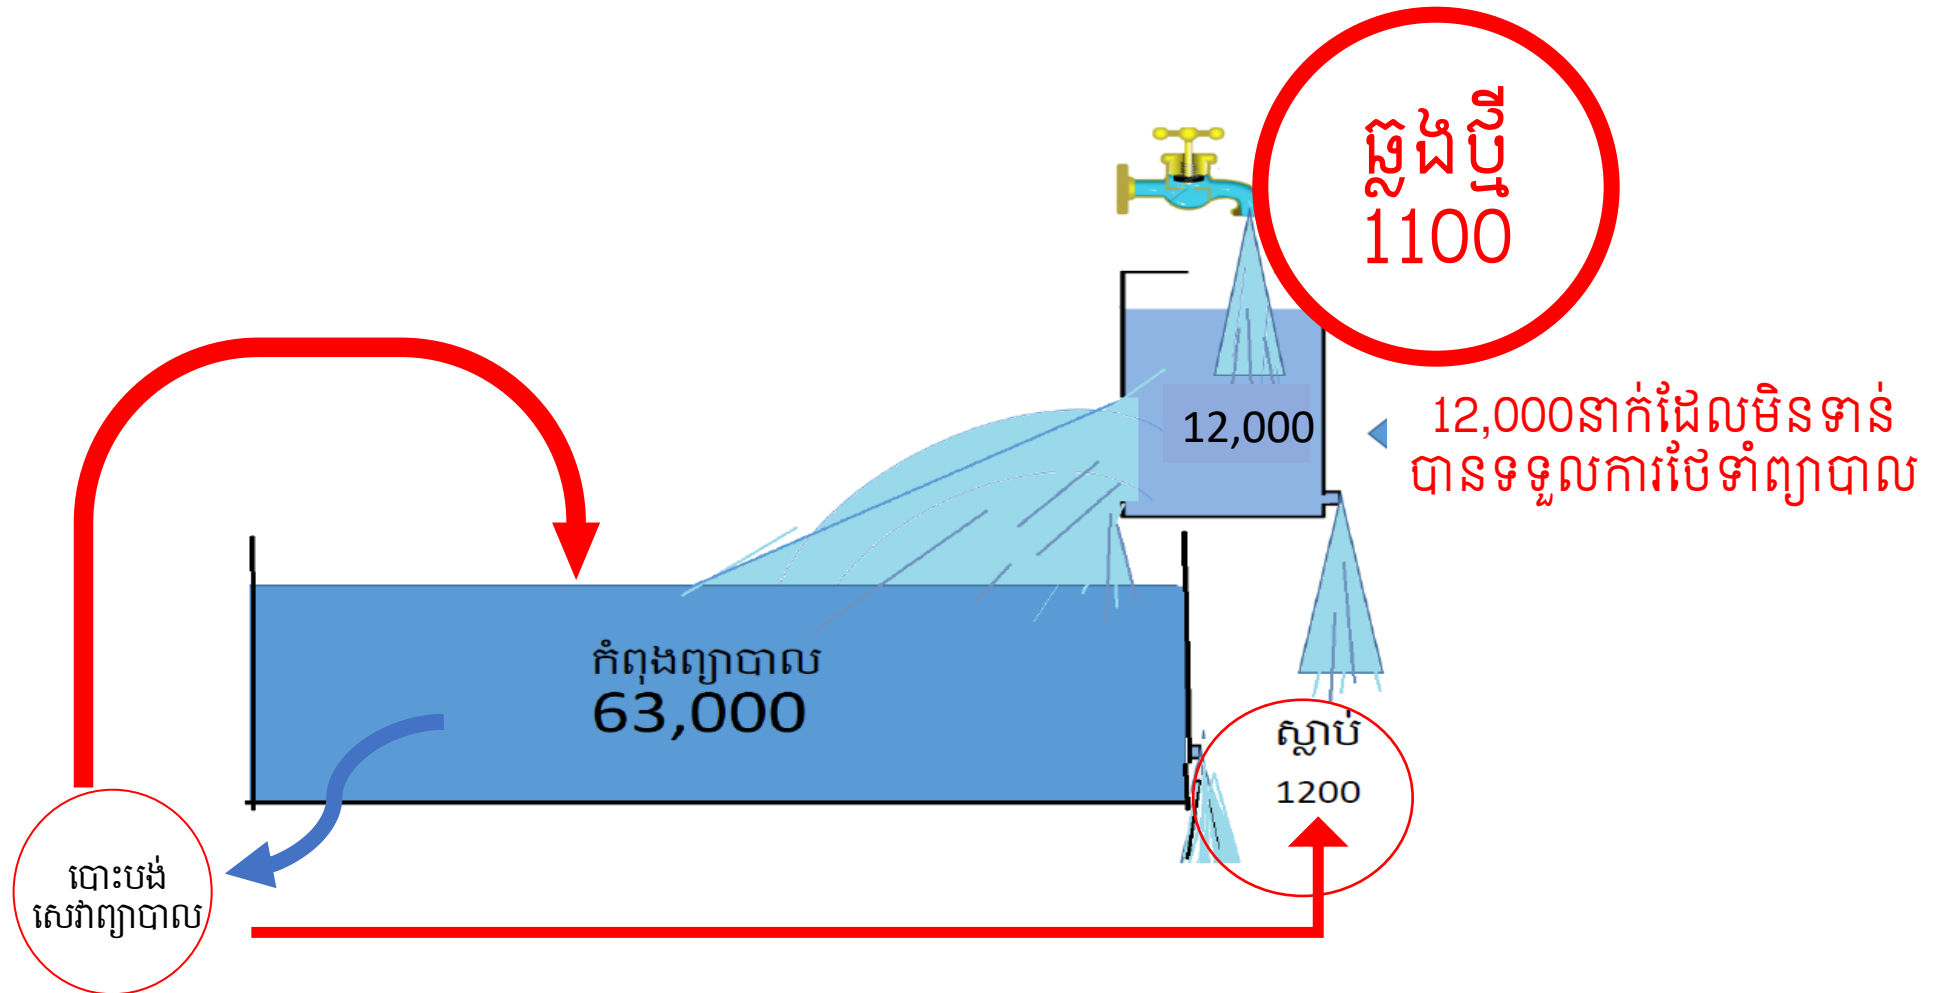 ឆ្លងថ្មី
1100
12,000
12,000នាក់ដែលមិនទាន់
បានទទួលការថែទាំព្យាបាល
កំពុងព្យាបាល
63,000
ស្លាប់
1200
បោះបង់
សេវាព្យាបាល